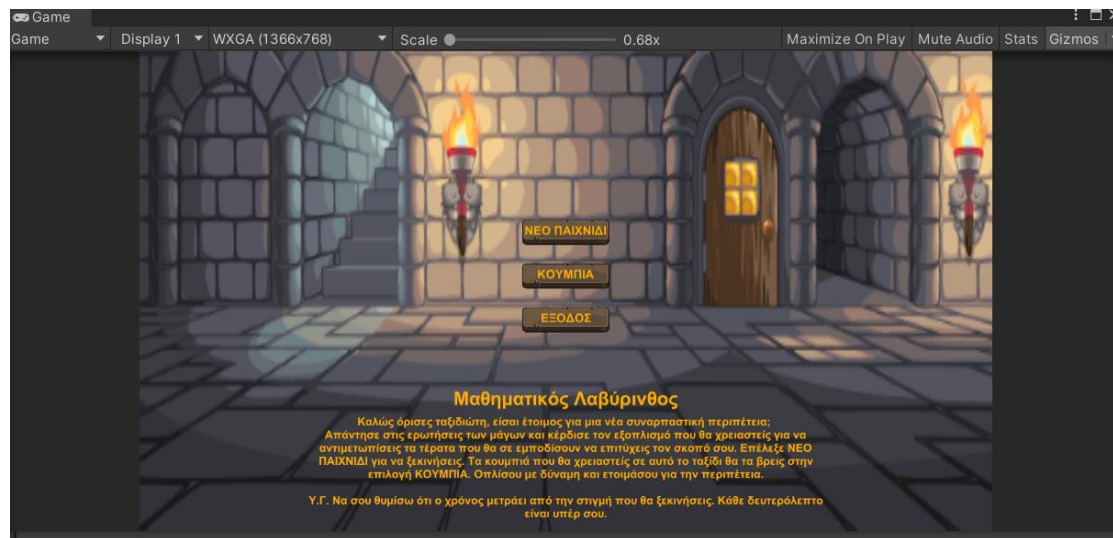 Game
Game Display 1 WXGA (1366x768) Scale 0.68x Maximize On Play Mute Audio Stats Gizmos
ΝΕΟ ΠΑΙΧΝΙΔΙ
ΚΟΥΜΠΙΑ
ΕΞΟΔΟΣ
Μαθηματικός Λαβύρινθος
Καλώς όρισες ταξιδιώτη, είσαι έτοιμος για μια νέα συναρπαστική περιπέτεια;
Απάντησε στις ερωτήσεις των μάγων και κέρδισε τον εξοπλισμό που θα χρειαστείς για να
αντιμετωπίσεις τα τέρατα που θα σε εμποδίσουν να επιτύχεις τον σκοπό σου. Επέλεξε ΝΕΟ
ΠΑΙΧΝΙΔΙ για να ξεκινήσεις. Τα κουμπιά που θα χρειαστείς σε αυτό το ταξίδι θα τα βρεις στην
επιλογή ΚΟΥΜΠΙΑ. Οπλίσου με δύναμη και ετοιμάσου για την περιπέτεια.
Υ.Γ. Να σου θυμίσω ότι ο χρόνος μετράει από την στιγμή που θα ξεκινήσεις. Κάθε δευτερόλεπτο
είναι υπέρ σου.